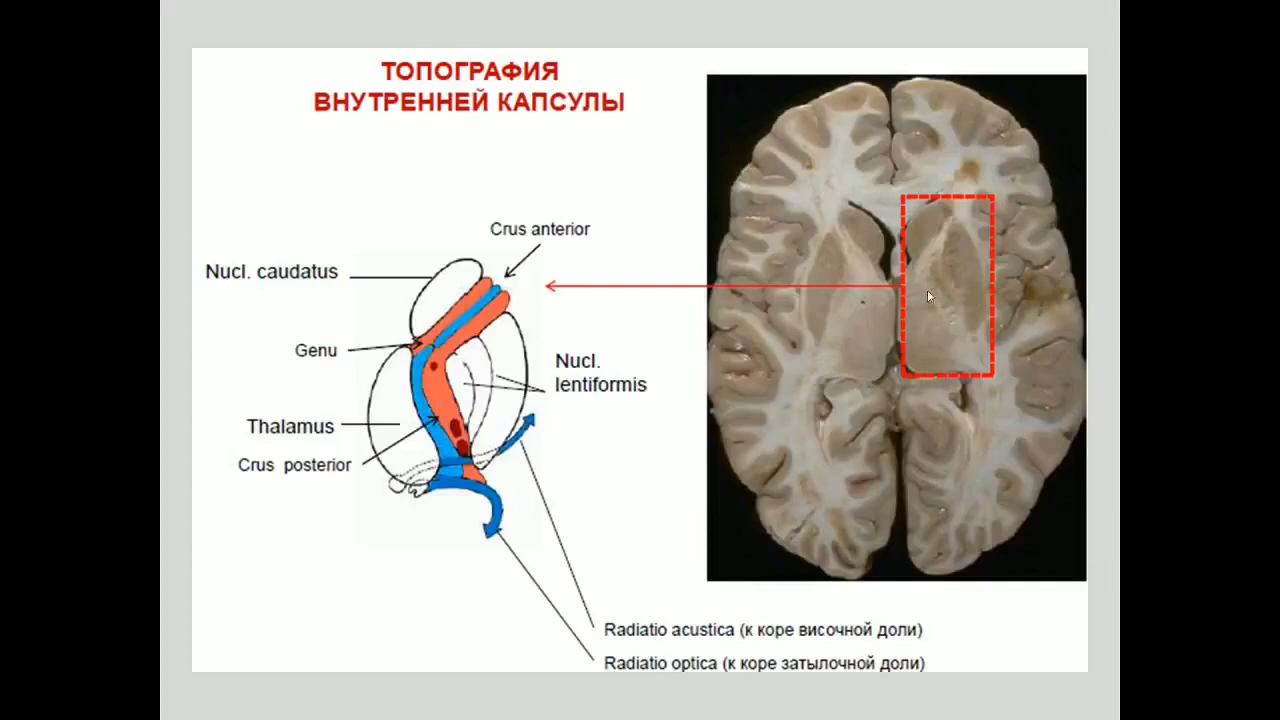 ТОПОГРАФИЯ
ВНУТРЕННЕЙ КАПСУЛЫ
Crus anterior
Nucl. caudatus
Genu
Nucl.
lentiformis
Thalamus
Crus posterior
Radiatio acustica (к коре височной доли)
Radiatio optica (к коре затылочной доли)